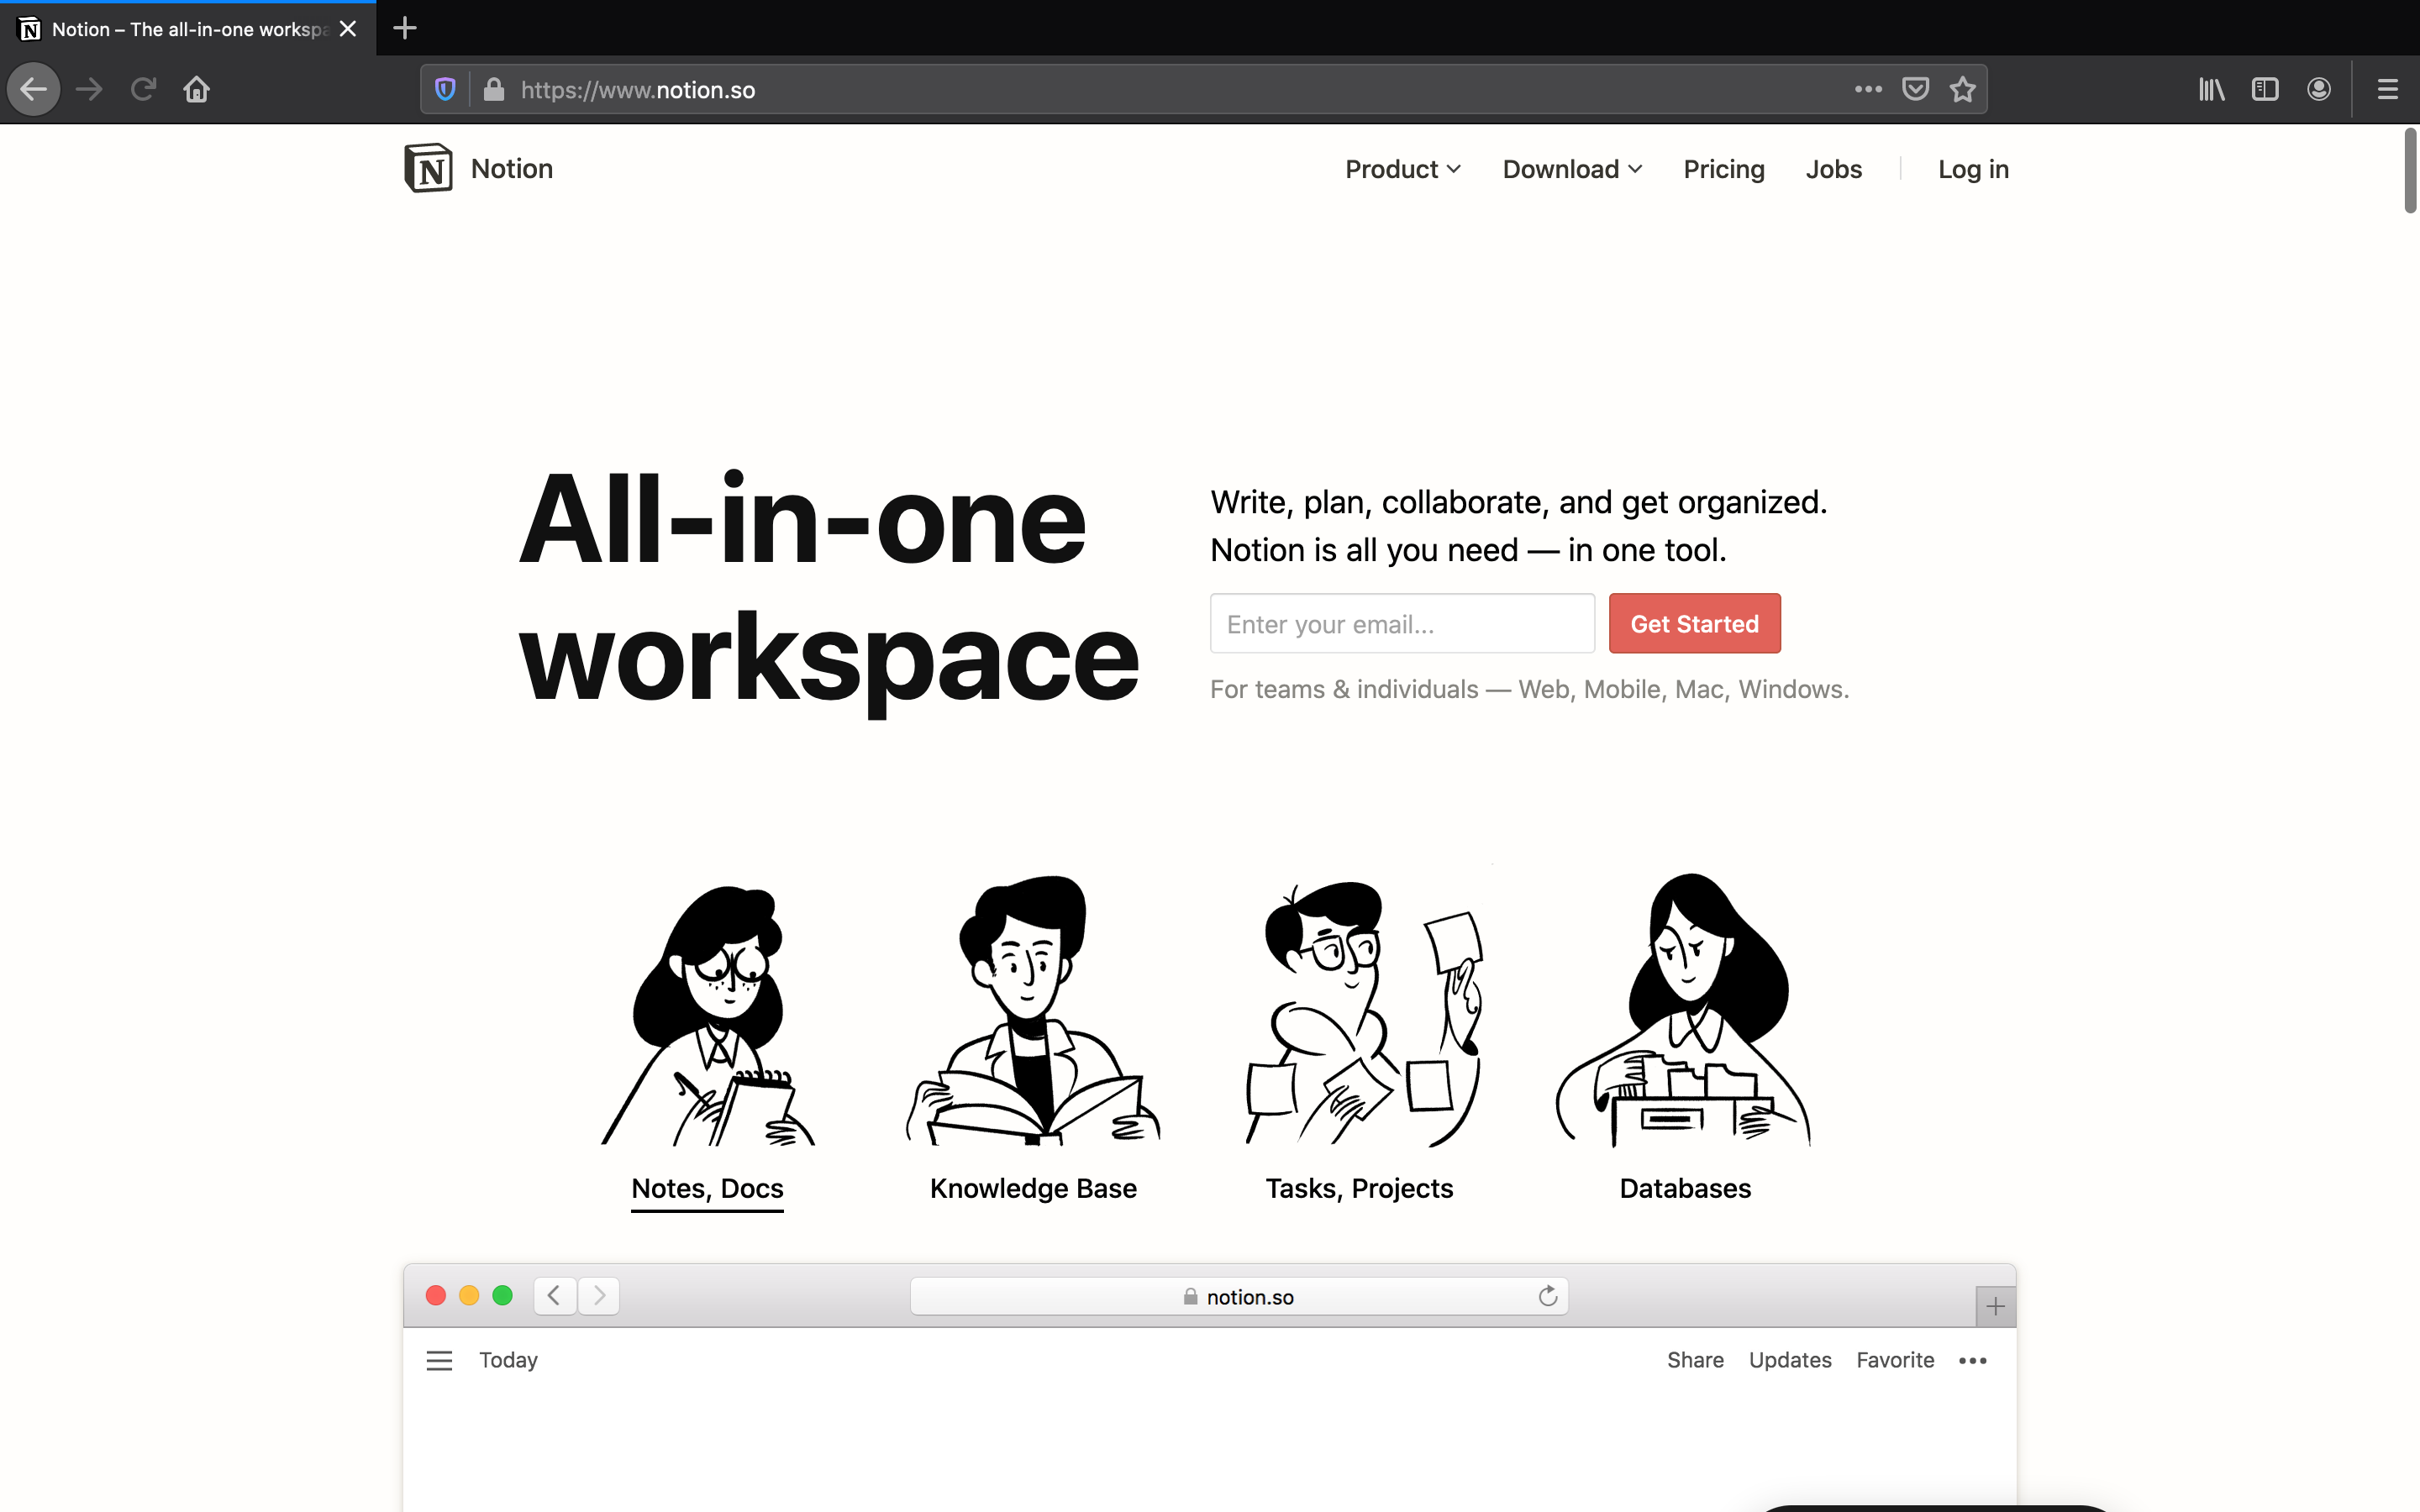 Notion – The all-in-one workspa
https://www.notion.so
Notion
Product
Download
Pricing
Jobs
Log in
All-in-one
workspace
Write, plan, collaborate, and get organized.
Notion is all you need — in one tool.
Enter your email...
Get Started
For teams & individuals — Web, Mobile, Mac, Windows.
Notes, Docs
Knowledge Base
Tasks, Projects
Databases
notion.so
Today
Share
Updates
Favorite